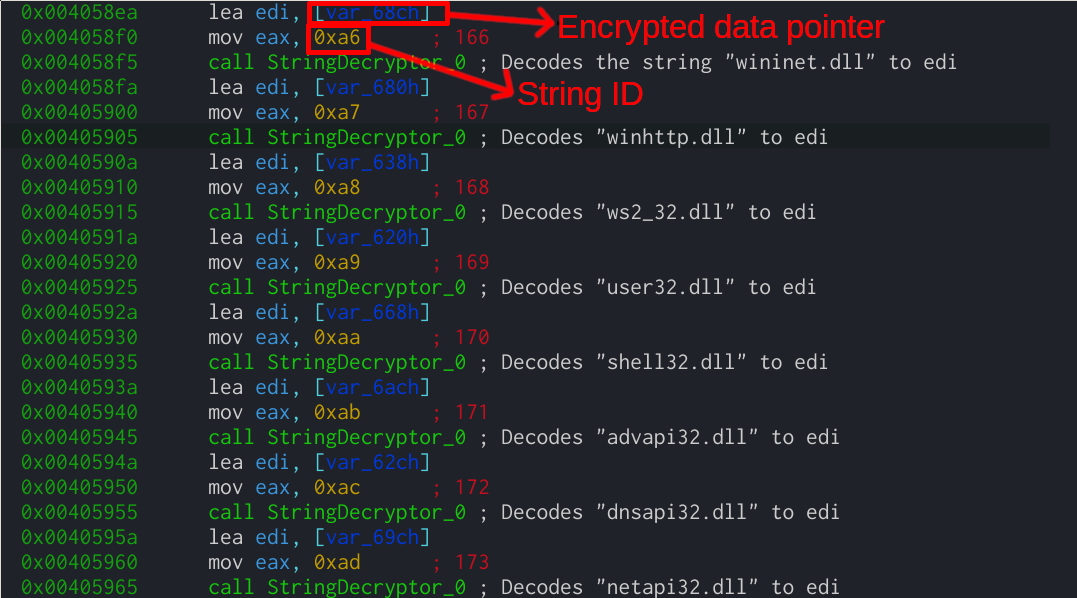 0x004058ea lea edi, [var_68ch] Encrypted data pointer
0x004058f0 mov eax, 0xa6 ; 166
0x004058f5 call StringDecryptor_0 ; Decodes the string "wininet.dll" to edi
0x004058fa lea edi, [var_680h] String ID
0x00405900 mov eax, 0xa7 ; 167
0x00405905 call StringDecryptor_0 ; Decodes "winhttp.dll" to edi
0x0040590a lea edi, [var_638h]
0x00405910 mov eax, 0xa8 ; 168
0x00405915 call StringDecryptor_0 ; Decodes "ws2_32.dll" to edi
0x0040591a lea edi, [var_620h]
0x00405920 mov eax, 0xa9 ; 169
0x00405925 call StringDecryptor_0 ; Decodes "user32.dll" to edi
0x0040592a lea edi, [var_668h]
0x00405930 mov eax, 0xaa ; 170
0x00405935 call StringDecryptor_0 ; Decodes "shell32.dll" to edi
0x0040593a lea edi, [var_6ach]
0x00405940 mov eax, 0xab ; 171
0x00405945 call StringDecryptor_0 ; Decodes "advapi32.dll" to edi
0x0040594a lea edi, [var_62ch]
0x00405950 mov eax, 0xac ; 172
0x00405955 call StringDecryptor_0 ; Decodes "dnsapi32.dll" to edi
0x0040595a lea edi, [var_69ch]
0x00405960 mov eax, 0xad ; 173
0x00405965 call StringDecryptor_0 ; Decodes "netapi32.dll" to edi